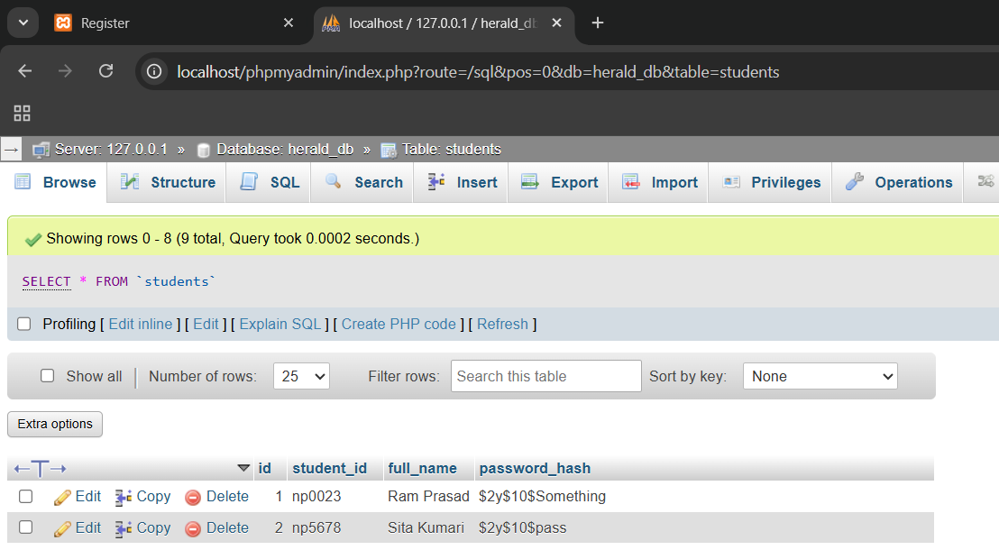 Register
localhost / 127.0.0.1 / herald_db
localhost/phpmyadmin/index.php?route=/sql&pos=0&db=herald_db&table=students
Server: 127.0.0.1 » Database: herald_db » Table: students
Browse Structure SQL Search Insert Export Import Privileges Operations
Showing rows 0 - 8 (9 total, Query took 0.0002 seconds.)
SELECT * FROM `students`
Profiling [ Edit inline ] [ Edit ] [ Explain SQL ] [ Create PHP code ] [ Refresh ]
Show all Number of rows: 25 Filter rows: Search this table Sort by key: None
Extra options
id student_id full_name password_hash
Edit Copy Delete 1 np0023 Ram Prasad $2y$10$Something
Edit Copy Delete 2 np5678 Sita Kumari $2y$10$pass